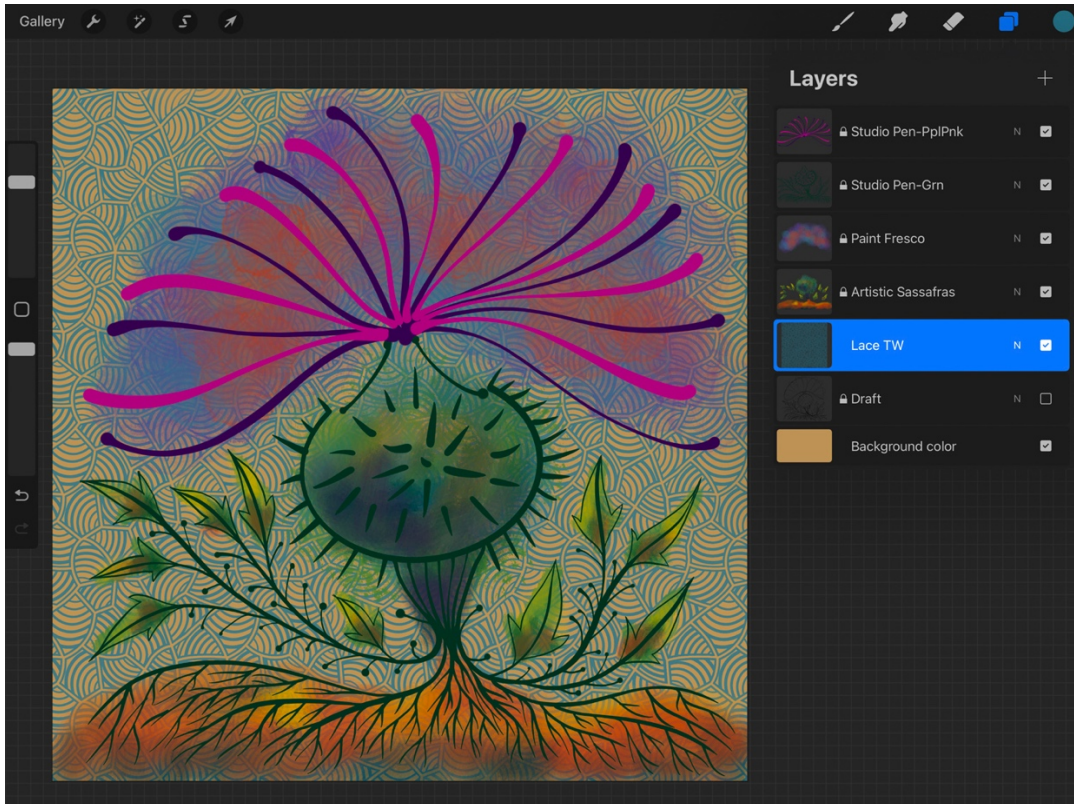 Gallery
Layers
Studio Pen-PplPnk N
Studio Pen-Grn N
Paint Fresco N
Artistic Sassafras N
Lace TW N
Draft N
Background color